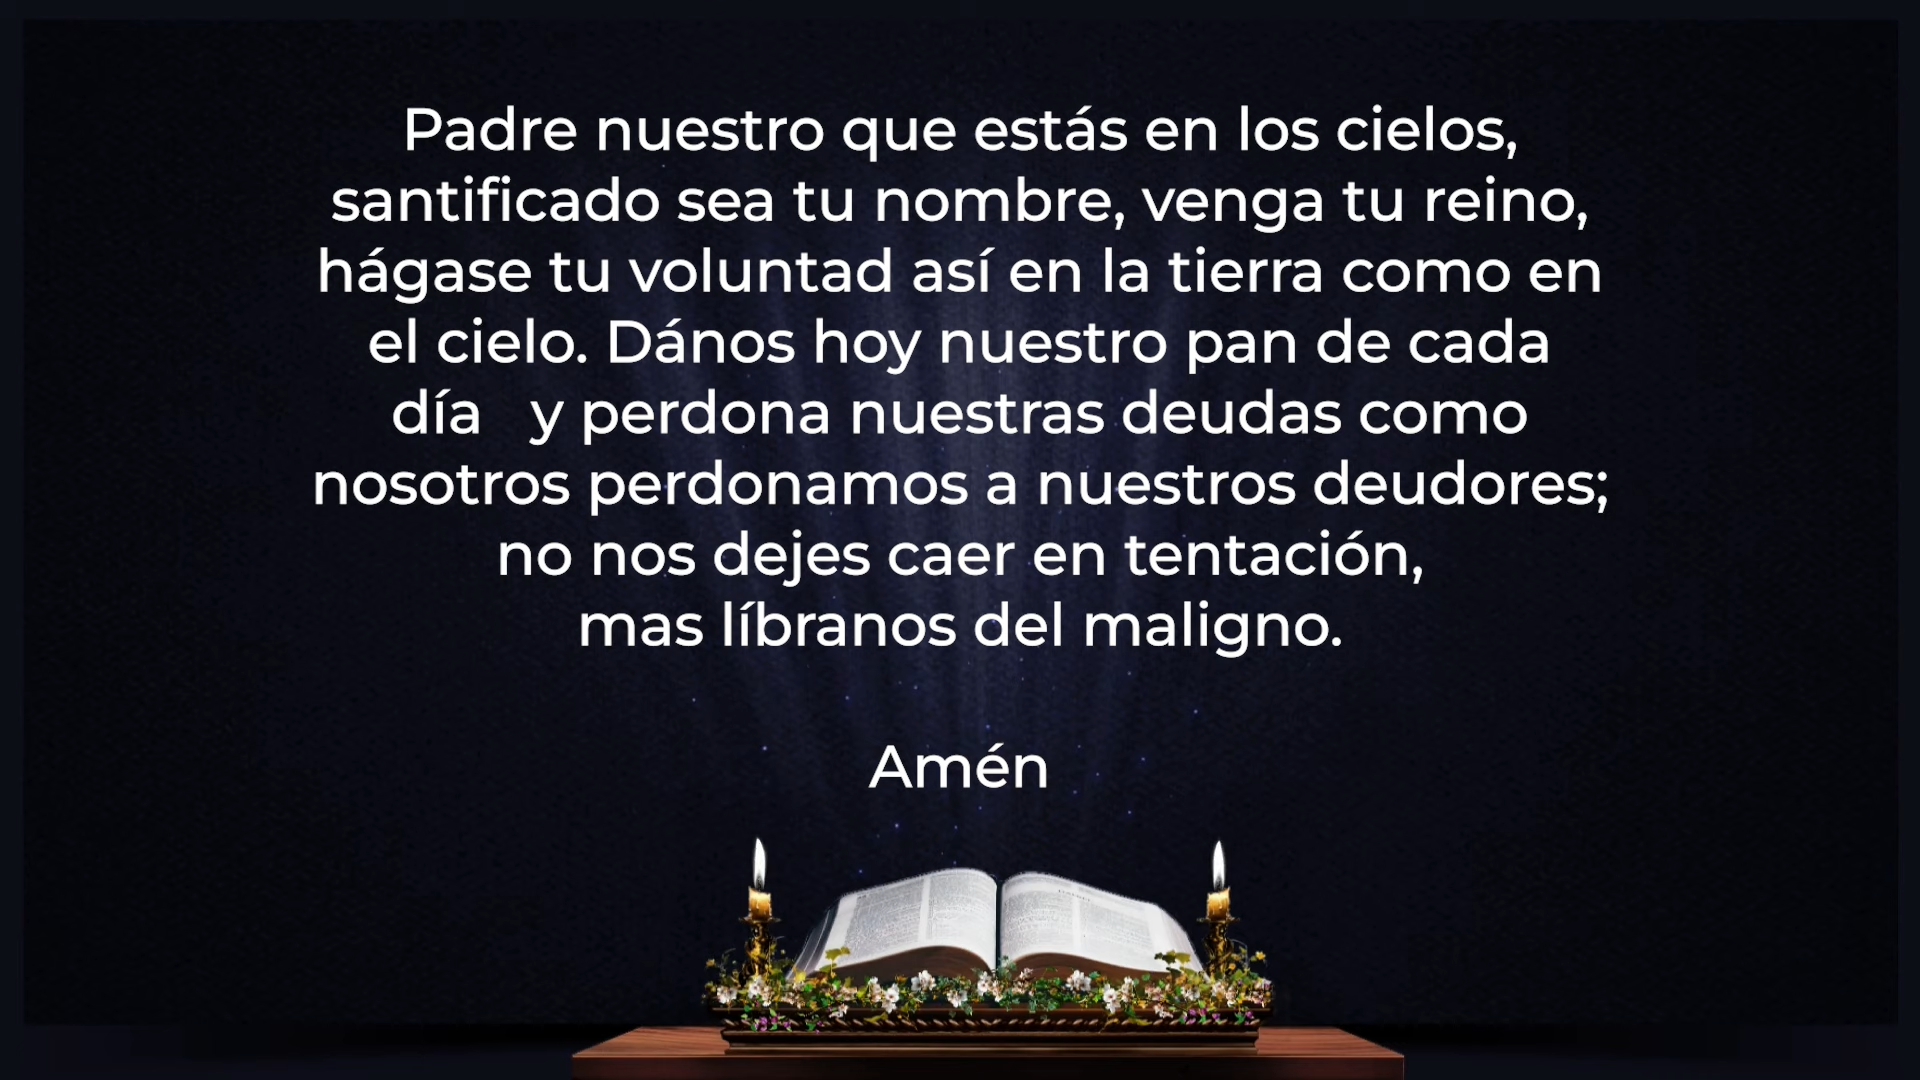 Padre nuestro que estás en los cielos,
santificado sea tu nombre, venga tu reino,
hágase tu voluntad así en la tierra como en
el cielo. Dános hoy nuestro pan de cada
día   y perdona nuestras deudas como
nosotros perdonamos a nuestros deudores;
no nos dejes caer en tentación,
mas líbranos del maligno.
Amén